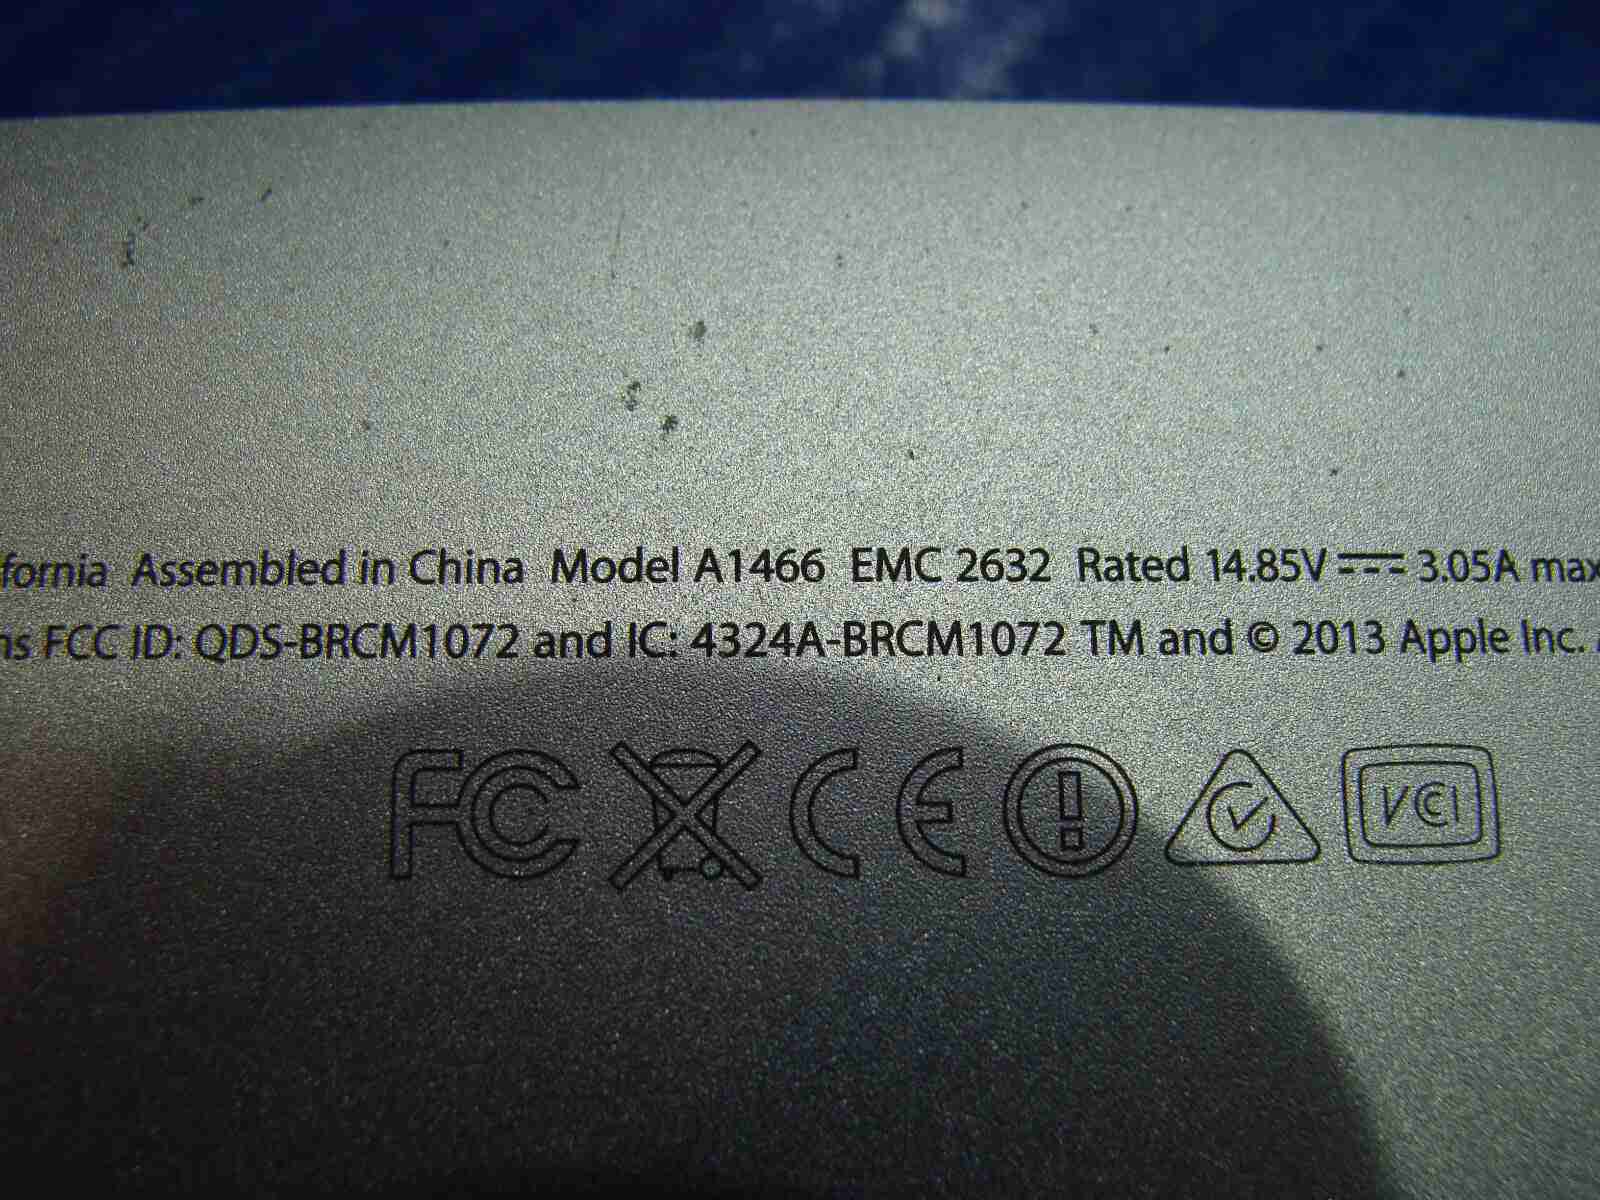 fornia Assembled in China Model A1466 EMC 2632 Rated 14.85V ⎓ 3.05A max
ns FCC ID: QDS-BRCM1072 and IC: 4324A-BRCM1072 TM and © 2013 Apple Inc.
FC CE ! VCI